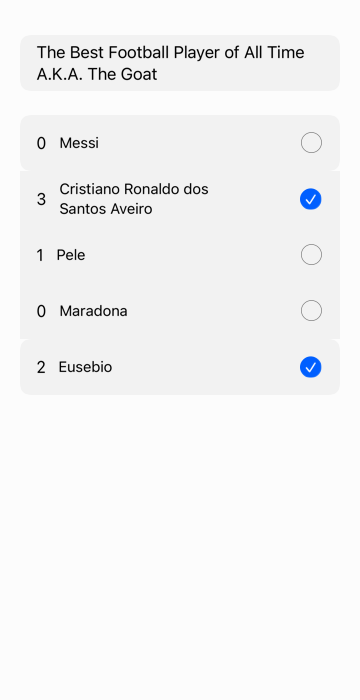 The Best Football Player of All Time
A.K.A. The Goat
0 Messi
3 Cristiano Ronaldo dos
Santos Aveiro
1 Pele
0 Maradona
2 Eusebio